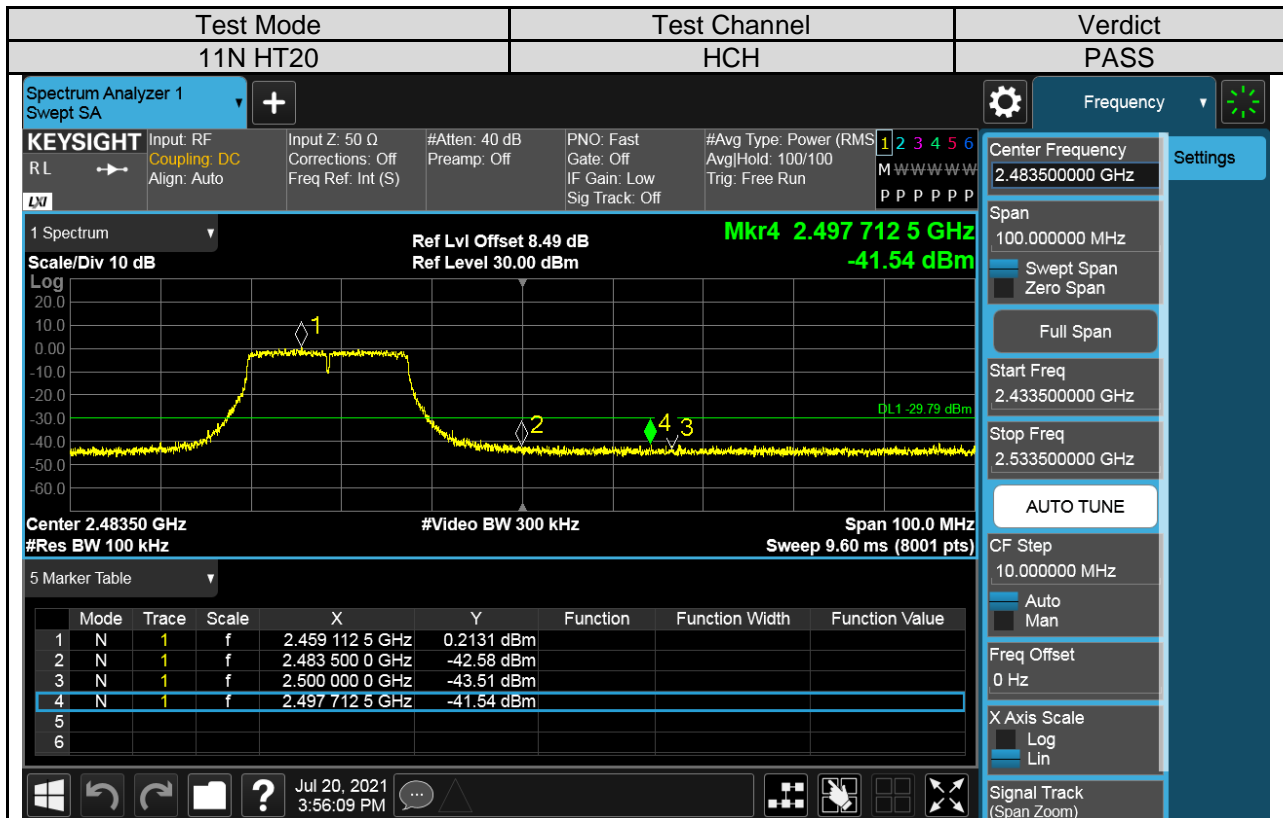 Test Mode Test Channel Verdict
11N HT20 HCH PASS
Spectrum Analyzer 1
Swept SA
+
Frequency
KEYSIGHT
RL
LXI
Input: RF
Coupling: DC
Align: Auto
Input Z: 50 Ω
Corrections: Off
Freq Ref: Int (S)
#Atten: 40 dB
Preamp: Off
PNO: Fast
Gate: Off
IF Gain: Low
Sig Track: Off
#Avg Type: Power (RMS
Avg|Hold: 100/100
Trig: Free Run
1 2 3 4 5 6
M W W W W W
P P P P P P
1 Spectrum
Scale/Div 10 dB
Ref Lvl Offset 8.49 dB
Ref Level 30.00 dBm
Mkr4 2.497 712 5 GHz
-41.54 dBm
Log
20.0
10.0
0.00
-10.0
-20.0
-30.0
-40.0
-50.0
-60.0
1
2
4
3
DL1 -29.79 dBm
Center 2.48350 GHz
#Video BW 300 kHz
Span 100.0 MHz
#Res BW 100 kHz
Sweep 9.60 ms (8001 pts)
5 Marker Table
Mode Trace Scale X Y Function Function Width Function Value
1 N 1 f 2.459 112 5 GHz 0.2131 dBm
2 N 1 f 2.483 500 0 GHz -42.58 dBm
3 N 1 f 2.500 000 0 GHz -43.51 dBm
4 N 1 f 2.497 712 5 GHz -41.54 dBm
5
6
?
Jul 20, 2021
3:56:09 PM
Center Frequency
2.483500000 GHz
Settings
Span
100.000000 MHz
Swept Span
Zero Span
Full Span
Start Freq
2.433500000 GHz
Stop Freq
2.533500000 GHz
AUTO TUNE
CF Step
10.000000 MHz
Auto
Man
Freq Offset
0 Hz
X Axis Scale
Log
Lin
Signal Track
(Span Zoom)